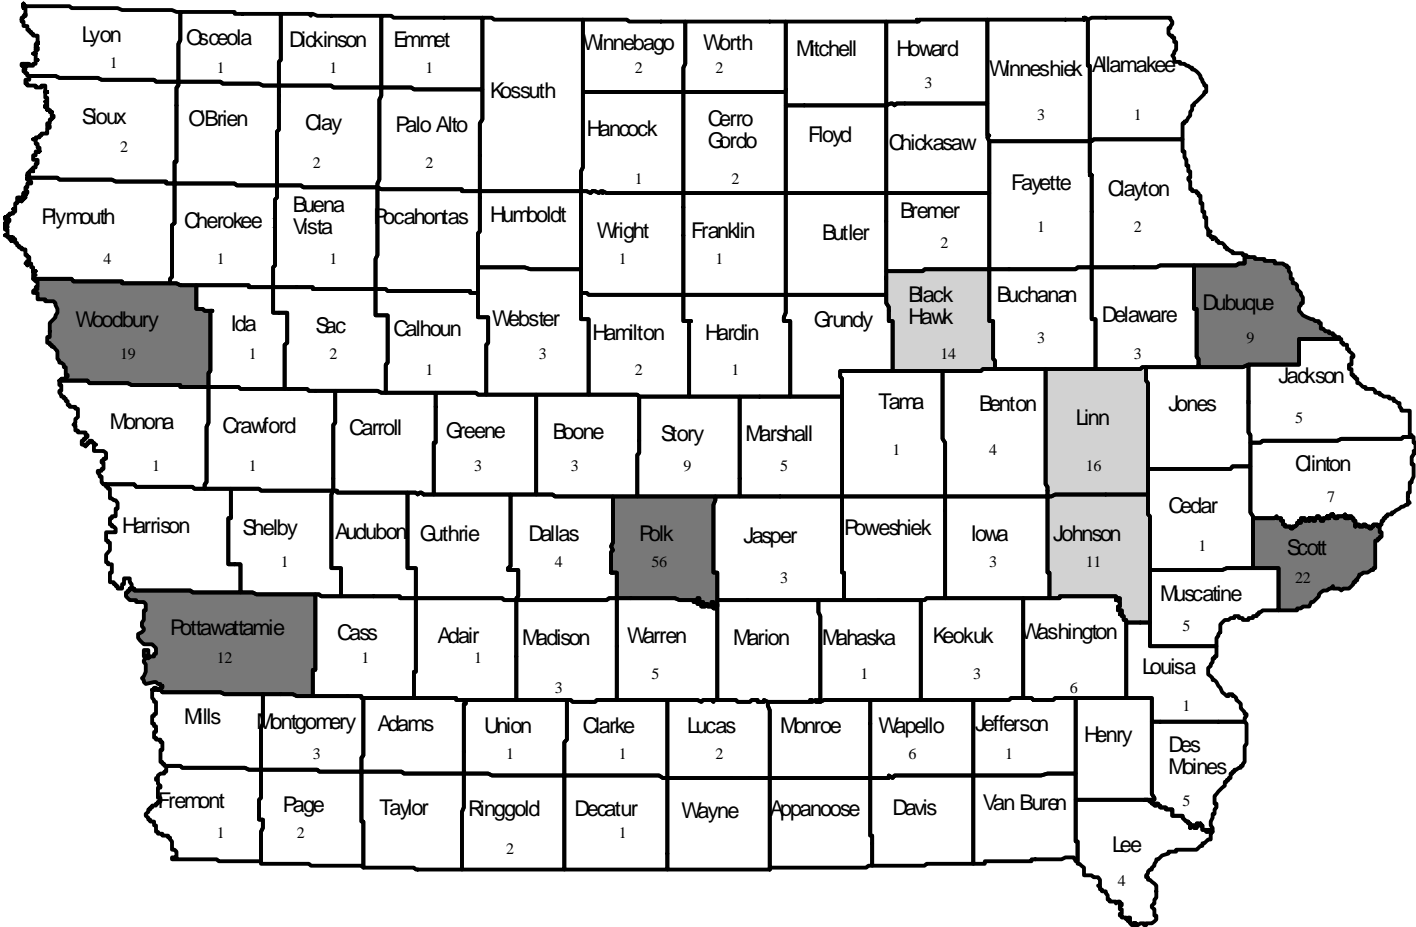 Lyon
1
Osceola
1
Dickinson
1
Emmet
1
Kossuth
Winnebago
2
Worth
2
Mitchell
Howard
3
Winneshiek
3
Allamakee
1
Sioux
2
O'Brien
Clay
2
Palo Alto
2
Hancock
1
Cerro
Gordo
2
Floyd
Chickasaw
Fayette
1
Clayton
2
Plymouth
4
Cherokee
1
Buena
Vista
1
Pocahontas
Humboldt
Wright
1
Franklin
1
Butler
Bremer
2
Woodbury
19
Ida
1
Sac
2
Calhoun
1
Webster
3
Hamilton
2
Hardin
1
Grundy
Black
Hawk
14
Buchanan
3
Delaware
3
Dubuque
9
Monona
1
Crawford
1
Carroll
Greene
3
Boone
3
Story
9
Marshall
5
Tama
1
Benton
4
Linn
16
Jones
Jackson
5
Clinton
7
Harrison
Shelby
1
Audubon
Guthrie
Dallas
4
Polk
56
Jasper
3
Poweshiek
Iowa
3
Johnson
11
Cedar
1
Scott
22
Muscatine
5
Pottawattamie
12
Cass
1
Adair
1
Madison
3
Warren
5
Marion
Mahaska
1
Keokuk
3
Washington
6
Louisa
1
Mills
Montgomery
3
Adams
Union
1
Clarke
1
Lucas
2
Monroe
Wapello
6
Jefferson
1
Henry
Des
Moines
5
Fremont
1
Page
2
Taylor
Ringgold
2
Decatur
1
Wayne
Appanoose
Davis
Van Buren
Lee
4